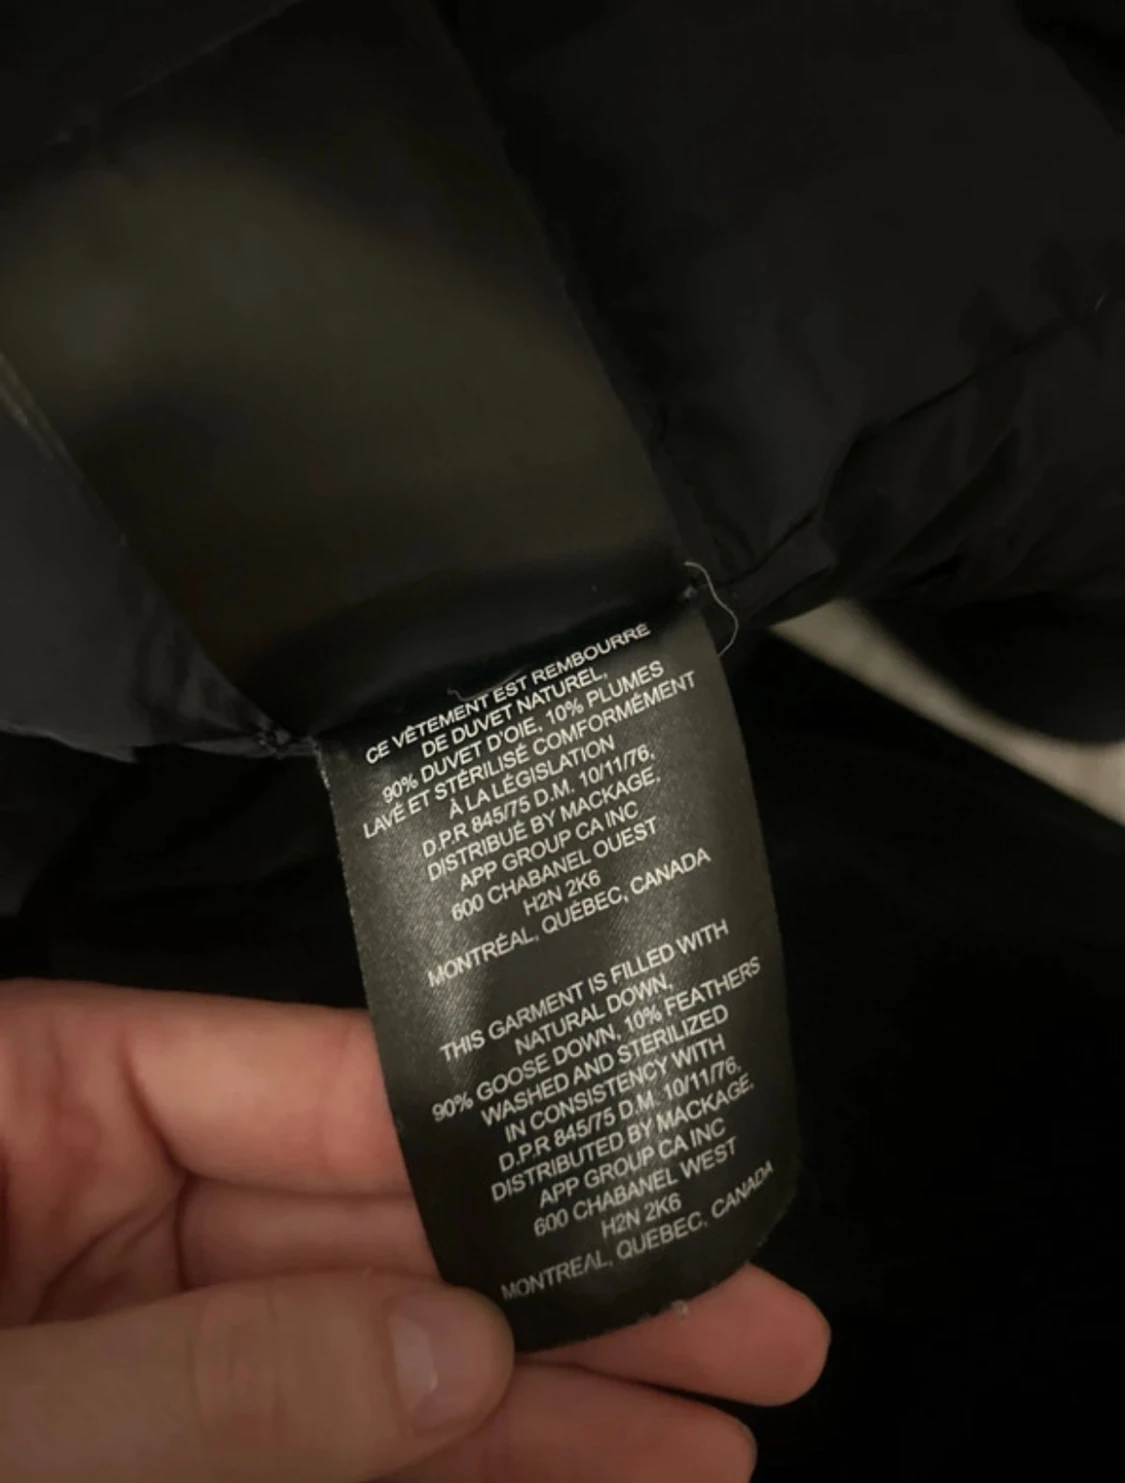 CE VÊTEMENT EST REMBOURRÉ
DE DUVET NATUREL,
90% DUVET D'OIE, 10% PLUMES
LAVÉ ET STÉRILISÉ COMFORMÉMENT
À LA LÉGISLATION
D.P.R 845/75 D.M. 10/11/76,
DISTRIBUÉ BY MACKAGE,
APP GROUP CA INC
600 CHABANEL OUEST
H2N 2K6
MONTRÉAL, QUÉBEC, CANADA
THIS GARMENT IS FILLED WITH
NATURAL DOWN,
90% GOOSE DOWN, 10% FEATHERS
WASHED AND STERILIZED
IN CONSISTENCY WITH
D.P.R 845/75 D.M. 10/11/76,
DISTRIBUTED BY MACKAGE,
APP GROUP CA INC
600 CHABANEL WEST
H2N 2K6
MONTREAL, QUEBEC, CANADA